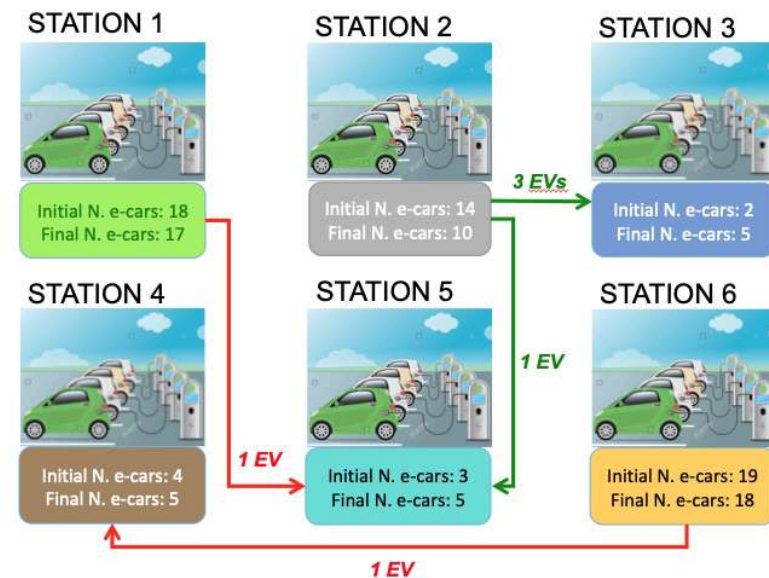 STATION 1
STATION 2
STATION 3
3 EVs
Initial N. e-cars: 18
Final N. e-cars: 17
Initial N. e-cars: 14
Final N. e-cars: 10
Initial N. e-cars: 2
Final N. e-cars: 5
STATION 4
STATION 5
STATION 6
1 EV
1 EV
Initial N. e-cars: 4
Final N. e-cars: 5
Initial N. e-cars: 3
Final N. e-cars: 5
Initial N. e-cars: 19
Final N. e-cars: 18
1 EV